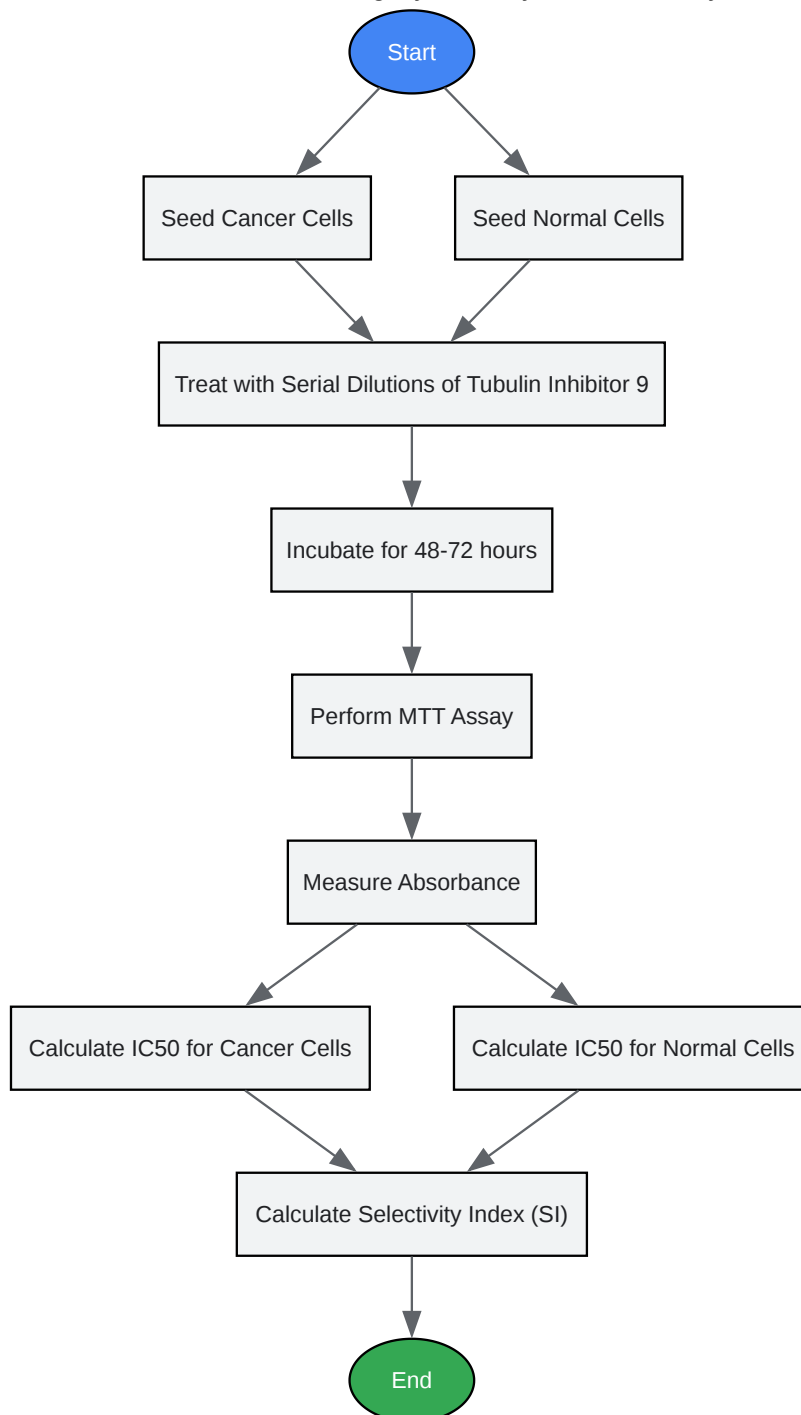 Start
Seed Cancer Cells
Seed Normal Cells
Treat with Serial Dilutions of Tubulin Inhibitor 9
Incubate for 48-72 hours
Perform MTT Assay
Measure Absorbance
Calculate IC50 for Cancer Cells
Calculate IC50 for Normal Cells
Calculate Selectivity Index (SI)
End